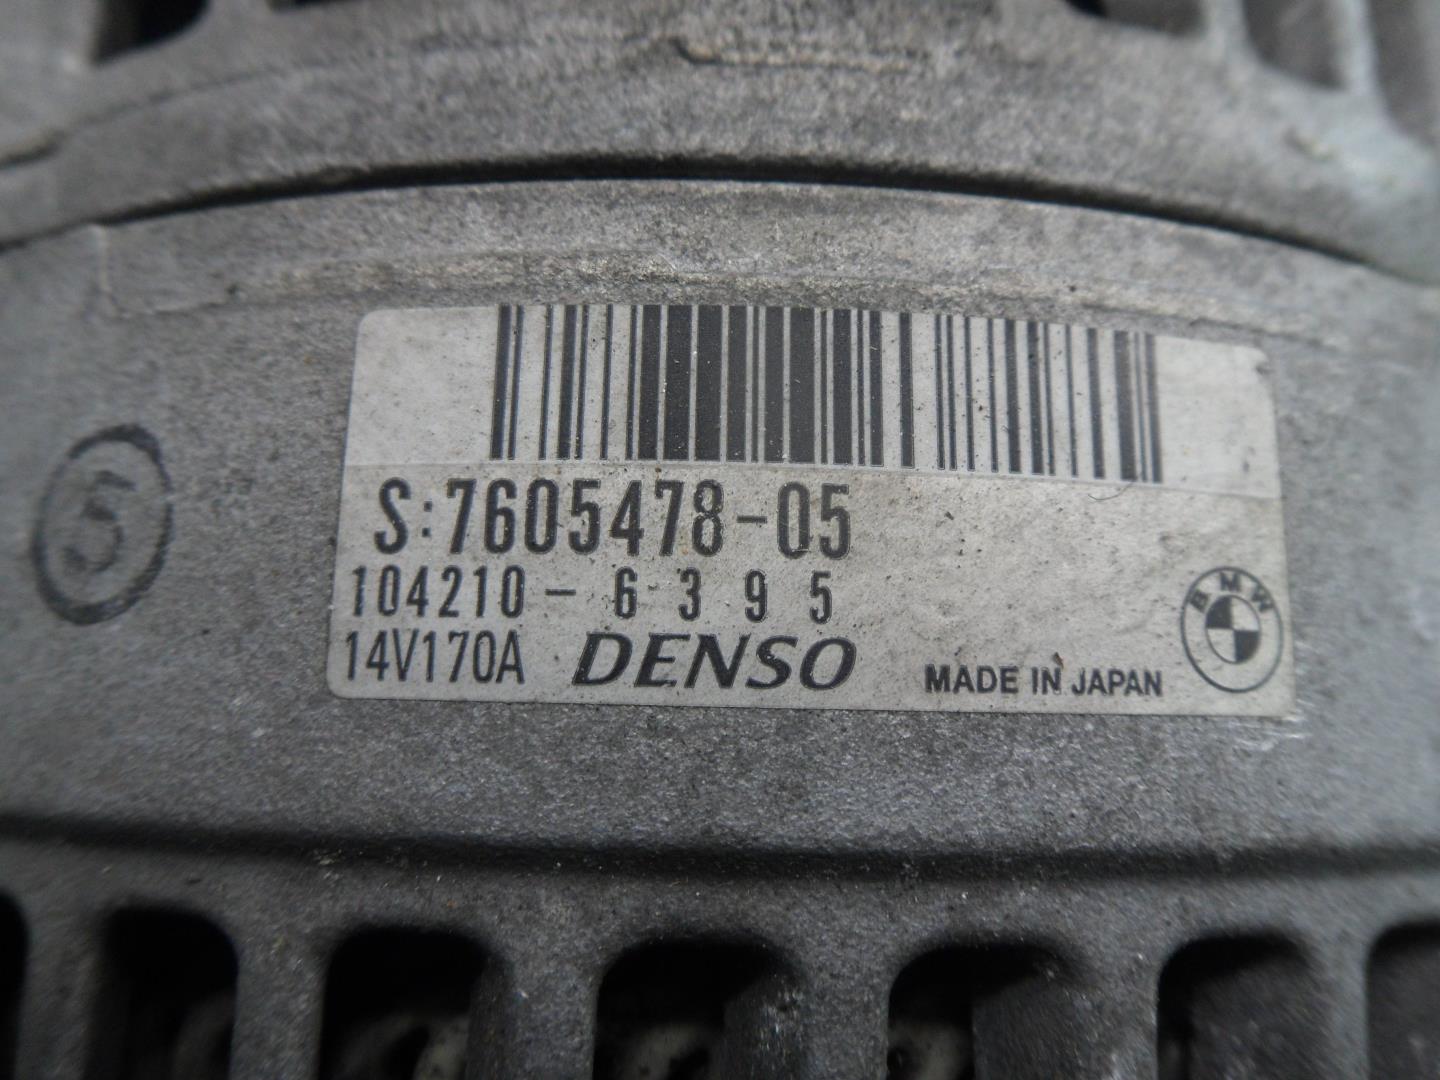 5
S:7605478-05
104210-6395
BMW
14V170A DENSO MADE IN JAPAN